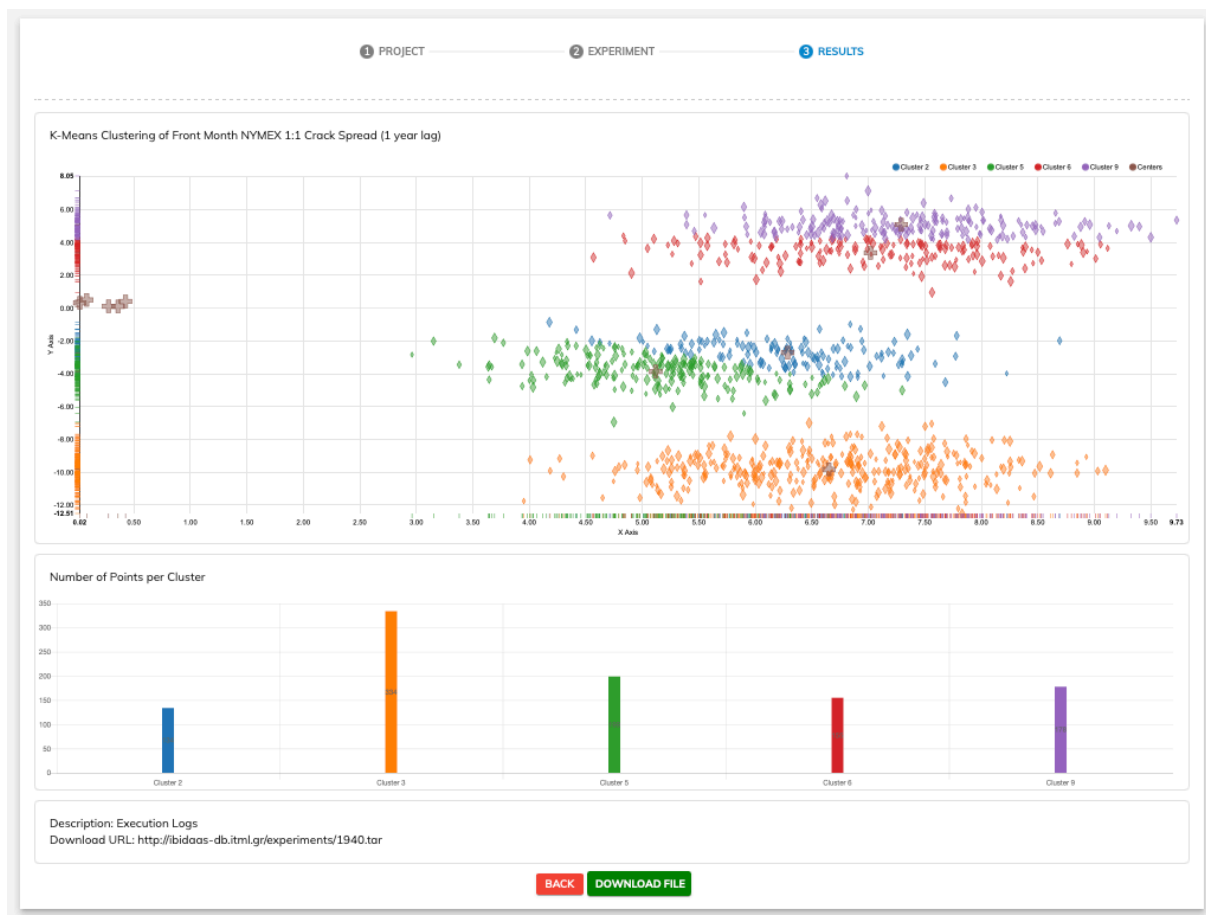 1 PROJECT 2 EXPERIMENT 3 RESULTS
K-Means Clustering of Front Month NYMEX 1:1 Crack Spread (1 year lag)
Cluster 2 Cluster 3 Cluster 5 Cluster 6 Cluster 9 Centers
8.05
6.00
4.00
2.00
0.00
-2.00
-4.00
-6.00
-8.00
-10.00
-12.00
-12.51
Y Axis
0.02 0.50 1.00 1.50 2.00 2.50 3.00 3.50 4.00 4.50 5.00 5.50 6.00 6.50 7.00 7.50 8.00 8.50 9.00 9.50 9.73
X Axis
Number of Points per Cluster
350
300
250
200
150
100
50
0
334
178
Cluster 2 Cluster 3 Cluster 5 Cluster 6 Cluster 9
Description: Execution Logs
Download URL: http://ibidaas-db.itml.gr/experiments/1940.tar
BACK DOWNLOAD FILE